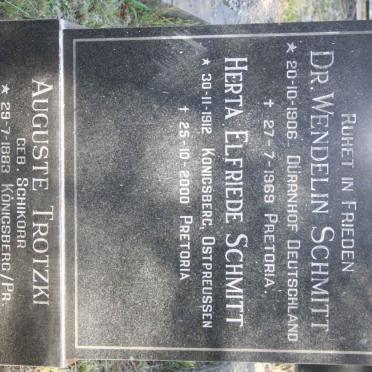 RUHET IN FRIEDEN
DR. WENDELIN SCHMITT
★ 20-10-1906 DÜRRNHOF DEUTSCHLAND
† 27-7-1969 PRETORIA
HERTA ELFRIEDE SCHMITT
★ 30-11-1912 KÖNIGSBERG, OSTPREUSSEN
† 25-10-2000 PRETORIA
AUGUSTE TROTZKI
GEB. SCHIKORR
★ 29-7-1883 KÖNIGSBERG/PR.